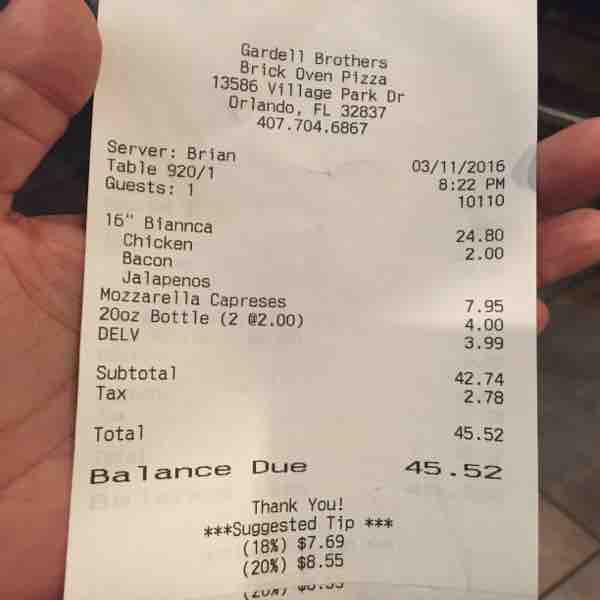 Gardell Brothers
Brick Oven Pizza
13586 Village Park Dr
Orlando, FL 32837
407.704.6867
Server: Brian 03/11/2016
Table 920/1 8:22 PM
Guests: 1 10110
16" Biannca 24.80
Chicken 2.00
Bacon
Jalapenos
Mozzarella Capreses 7.95
20oz Bottle (2 @2.00) 4.00
DELV 3.99
Subtotal 42.74
Tax 2.78
Total 45.52
Balance Due 45.52
Thank You!
***Suggested Tip ***
(18%) $7.69
(20%) $8.55